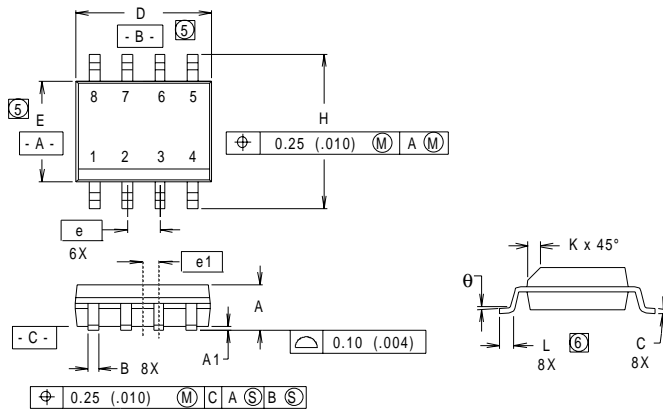 D
- B -
5
8 7 6 5
5
E
H
- A -
⌖ 0.25 (.010) Ⓜ A Ⓜ
1 2 3 4
e
6X
e1
K x 45°
θ
A
- C -
A1
⌓ 0.10 (.004)
L 6
8X
C
8X
B 8X
⌖ 0.25 (.010) Ⓜ C A Ⓢ B Ⓢ